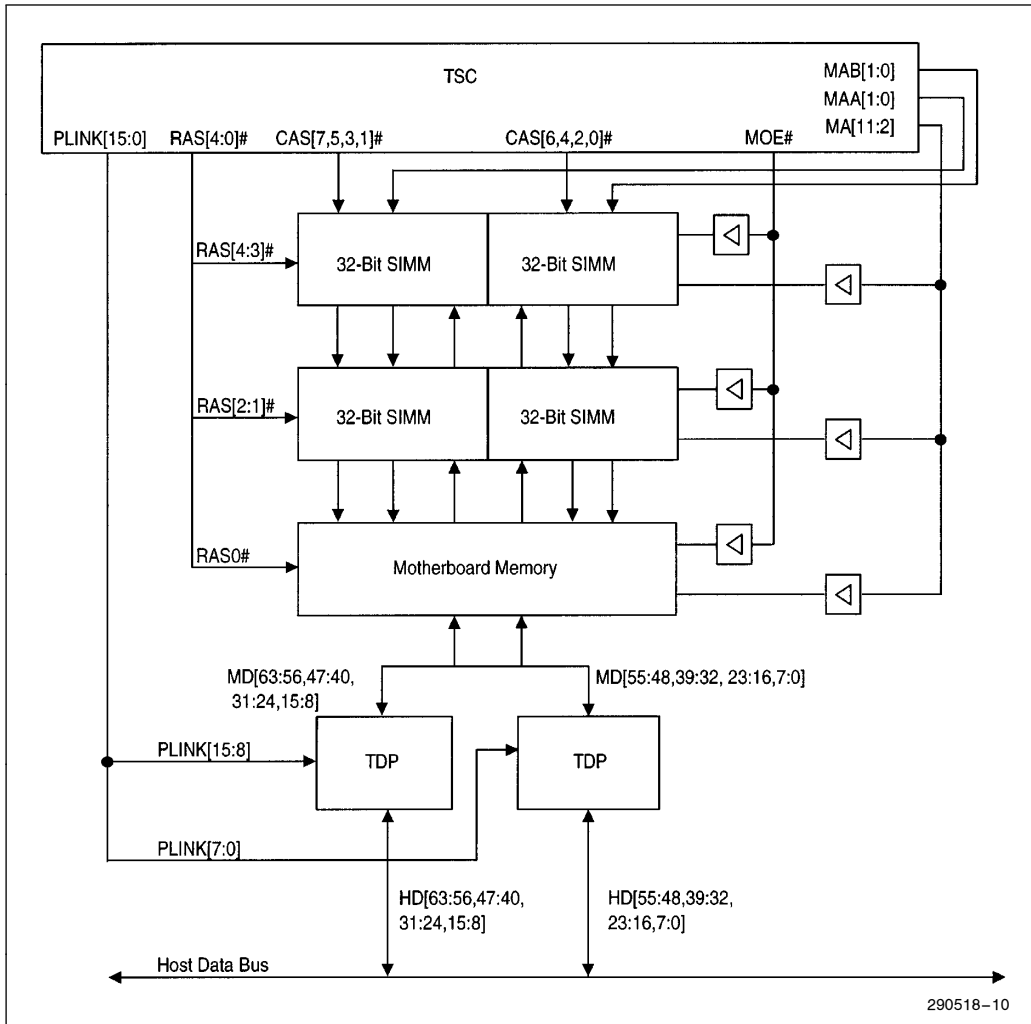 TSC
MAB[1:0]
MAA[1:0]
MA[11:2]
PLINK[15:0] RAS[4:0]# CAS[7,5,3,1]# CAS[6,4,2,0]# MOE#
RAS[4:3]#
32-Bit SIMM 32-Bit SIMM
RAS[2:1]#
32-Bit SIMM 32-Bit SIMM
RAS0#
Motherboard Memory
MD[63:56,47:40,
31:24,15:8]
MD[55:48,39:32, 23:16,7:0]
PLINK[15:8]
TDP TDP
PLINK[7:0]
HD[63:56,47:40,
31:24,15:8]
HD[55:48,39:32,
23:16,7:0]
Host Data Bus
290518–10